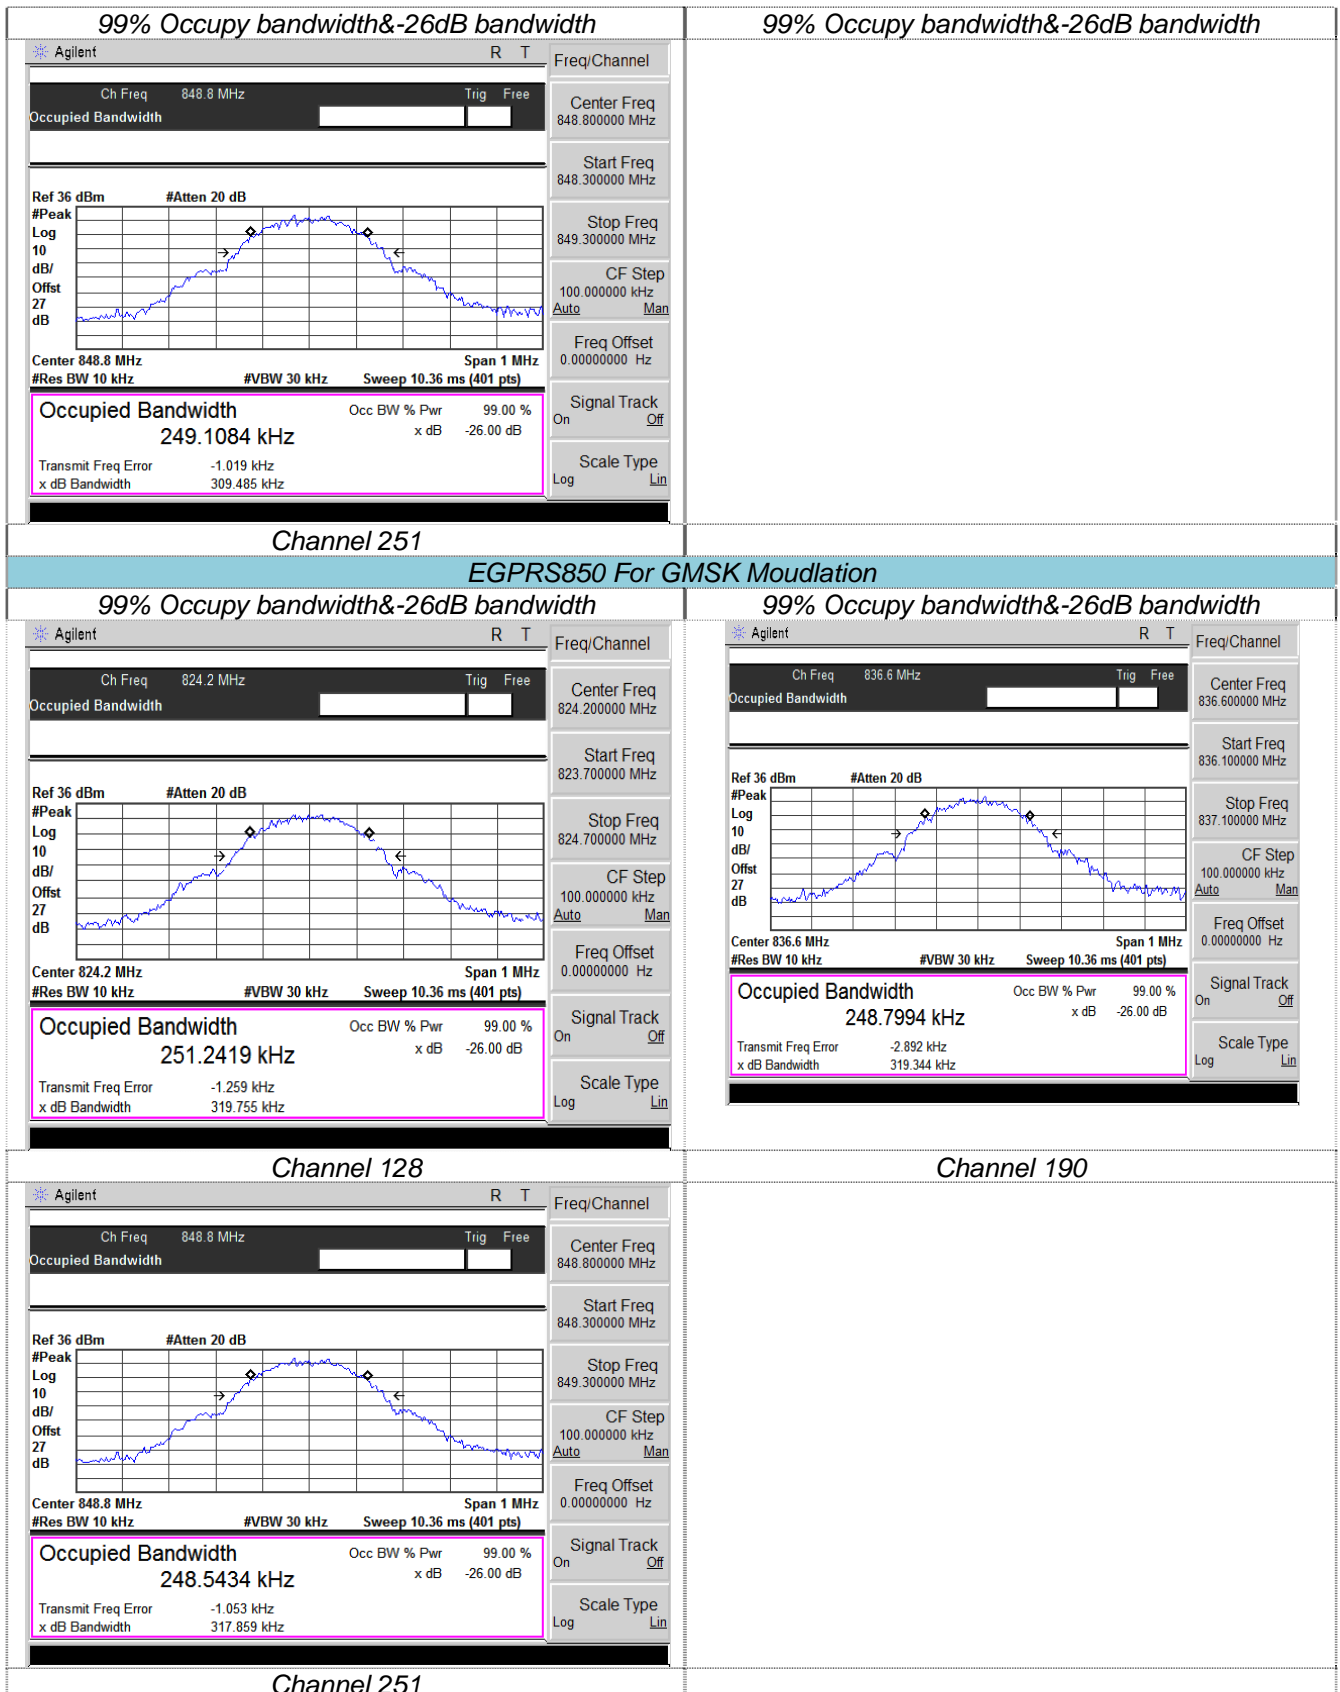 99% Occupy bandwidth&-26dB bandwidth
99% Occupy bandwidth&-26dB bandwidth
Agilent R T
Freq/Channel
Ch Freq 848.8 MHz Trig Free
Occupied Bandwidth
Center Freq
848.800000 MHz
Start Freq
848.300000 MHz
Stop Freq
849.300000 MHz
CF Step
100.000000 kHz
Auto Man
Freq Offset
0.00000000 Hz
Signal Track
On Off
Scale Type
Log Lin
Ref 36 dBm #Atten 20 dB
#Peak
Log
10
dB/
Offst
27
dB
Center 848.8 MHz Span 1 MHz
#Res BW 10 kHz #VBW 30 kHz Sweep 10.36 ms (401 pts)
Occupied Bandwidth Occ BW % Pwr 99.00 %
249.1084 kHz x dB -26.00 dB
Transmit Freq Error -1.019 kHz
x dB Bandwidth 309.485 kHz
Channel 251
EGPRS850 For GMSK Moudlation
99% Occupy bandwidth&-26dB bandwidth
99% Occupy bandwidth&-26dB bandwidth
Agilent R T
Freq/Channel
Ch Freq 824.2 MHz Trig Free
Occupied Bandwidth
Center Freq
824.200000 MHz
Start Freq
823.700000 MHz
Stop Freq
824.700000 MHz
CF Step
100.000000 kHz
Auto Man
Freq Offset
0.00000000 Hz
Signal Track
On Off
Scale Type
Log Lin
Ref 36 dBm #Atten 20 dB
#Peak
Log
10
dB/
Offst
27
dB
Center 824.2 MHz Span 1 MHz
#Res BW 10 kHz #VBW 30 kHz Sweep 10.36 ms (401 pts)
Occupied Bandwidth Occ BW % Pwr 99.00 %
251.2419 kHz x dB -26.00 dB
Transmit Freq Error -1.259 kHz
x dB Bandwidth 319.755 kHz
Agilent R T
Freq/Channel
Ch Freq 836.6 MHz Trig Free
Occupied Bandwidth
Center Freq
836.600000 MHz
Start Freq
836.100000 MHz
Stop Freq
837.100000 MHz
CF Step
100.000000 kHz
Auto Man
Freq Offset
0.00000000 Hz
Signal Track
On Off
Scale Type
Log Lin
Ref 36 dBm #Atten 20 dB
#Peak
Log
10
dB/
Offst
27
dB
Center 836.6 MHz Span 1 MHz
#Res BW 10 kHz #VBW 30 kHz Sweep 10.36 ms (401 pts)
Occupied Bandwidth Occ BW % Pwr 99.00 %
248.7994 kHz x dB -26.00 dB
Transmit Freq Error -2.892 kHz
x dB Bandwidth 319.344 kHz
Channel 128
Channel 190
Agilent R T
Freq/Channel
Ch Freq 848.8 MHz Trig Free
Occupied Bandwidth
Center Freq
848.800000 MHz
Start Freq
848.300000 MHz
Stop Freq
849.300000 MHz
CF Step
100.000000 kHz
Auto Man
Freq Offset
0.00000000 Hz
Signal Track
On Off
Scale Type
Log Lin
Ref 36 dBm #Atten 20 dB
#Peak
Log
10
dB/
Offst
27
dB
Center 848.8 MHz Span 1 MHz
#Res BW 10 kHz #VBW 30 kHz Sweep 10.36 ms (401 pts)
Occupied Bandwidth Occ BW % Pwr 99.00 %
248.5434 kHz x dB -26.00 dB
Transmit Freq Error -1.053 kHz
x dB Bandwidth 317.859 kHz
Channel 251